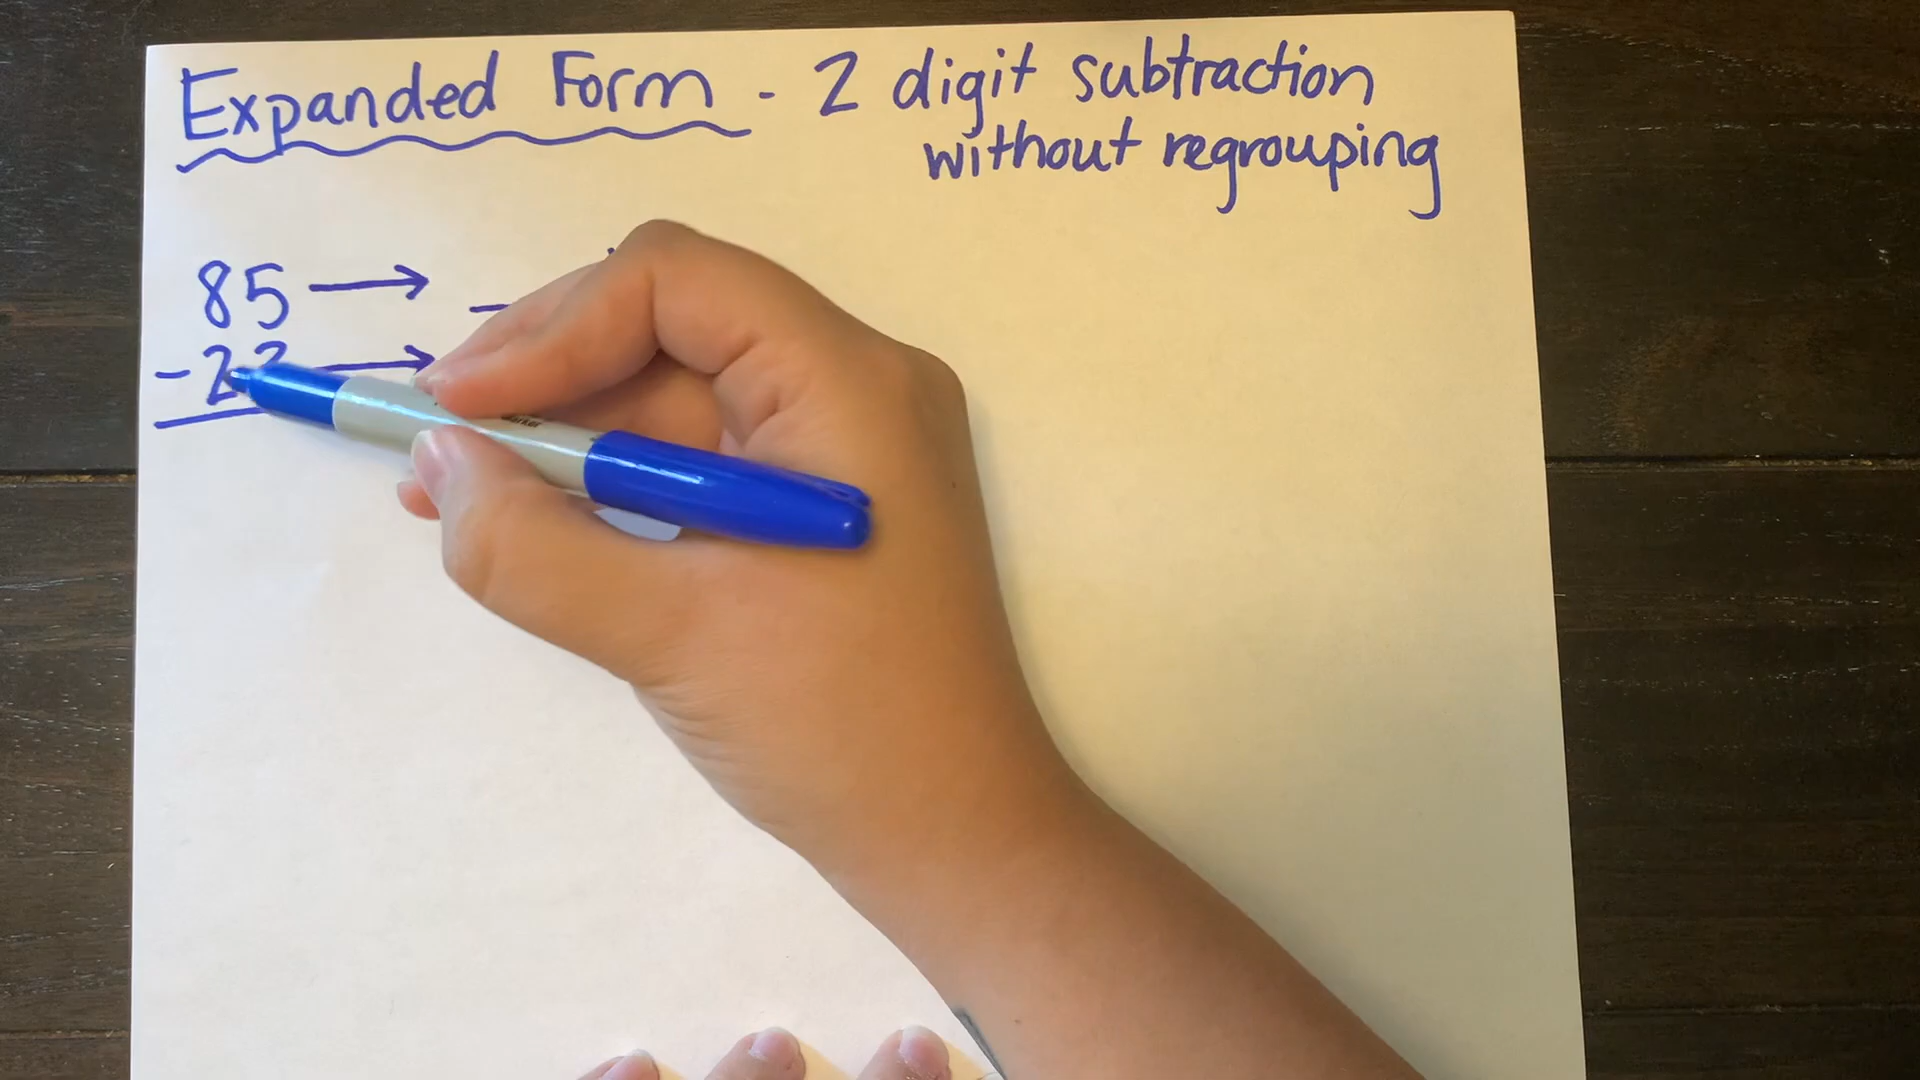 Expanded Form - 2 digit subtraction
without regrouping
85 →
- 2 →